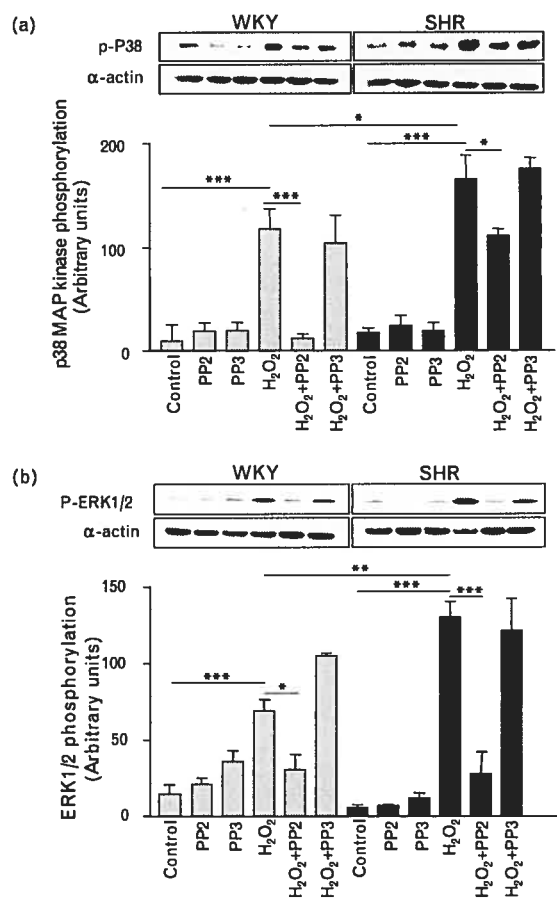 (a)
WKY SHR
p-P38
α-actin
*
***
***
***
*
p38 MAP kinase phosphorylation
(Arbitrary units)
200
100
0
Control PP2 PP3 H₂O₂ H₂O₂+PP2 H₂O₂+PP3 Control PP2 PP3 H₂O₂ H₂O₂+PP2 H₂O₂+PP3
(b)
WKY SHR
P-ERK1/2
α-actin
**
***
***
***
*
ERK1/2 phosphorylation
(Arbitrary units)
150
100
50
0
Control PP2 PP3 H₂O₂ H₂O₂+PP2 H₂O₂+PP3 Control PP2 PP3 H₂O₂ H₂O₂+PP2 H₂O₂+PP3